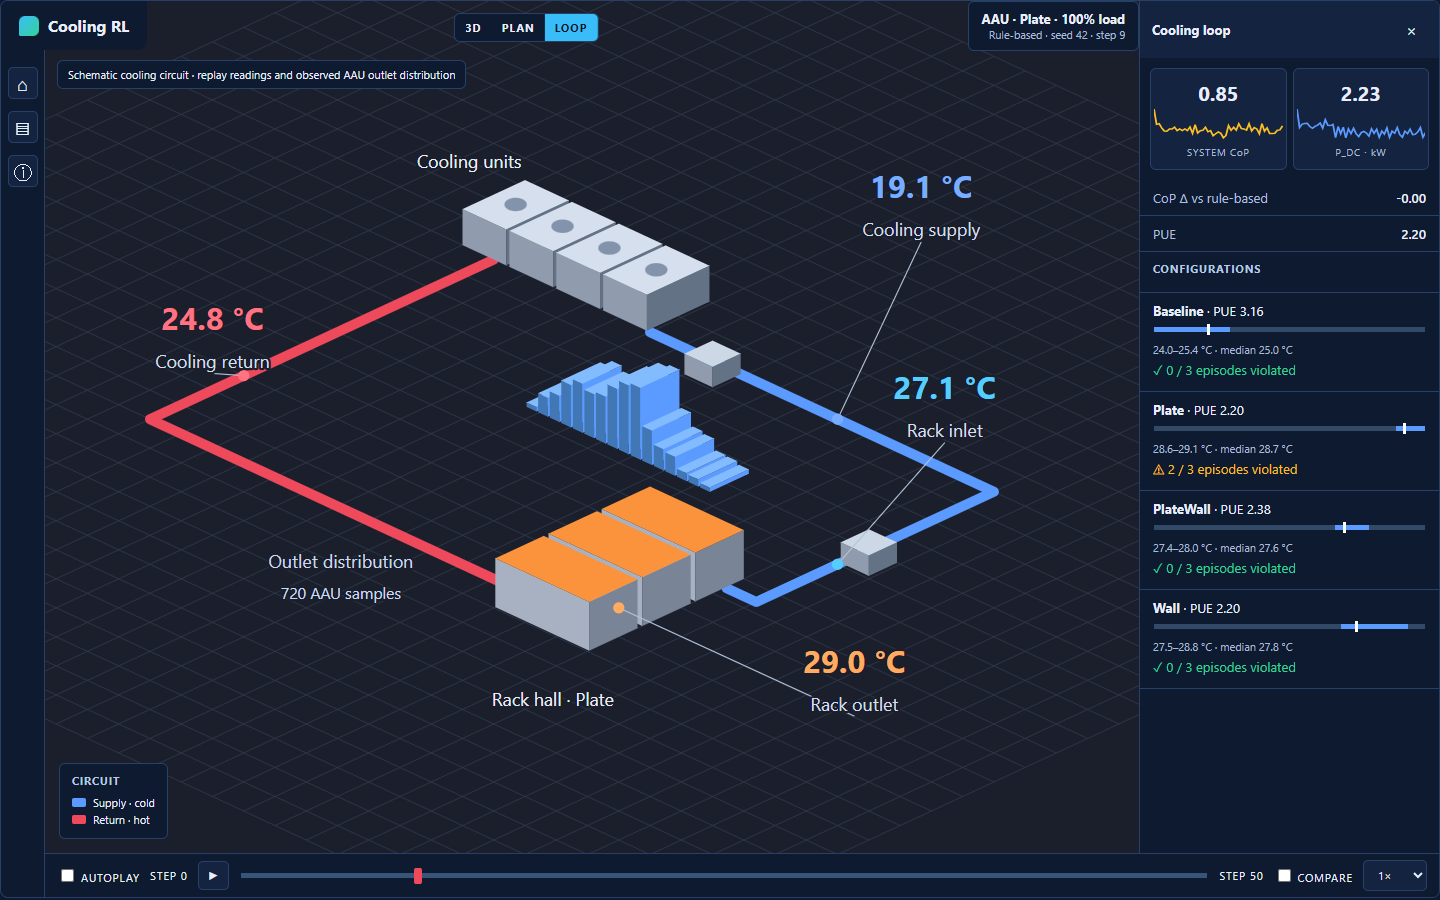 Cooling RL
3D PLAN LOOP
AAU · Plate · 100% load
Rule-based · seed 42 · step 9
Schematic cooling circuit · replay readings and observed AAU outlet distribution
Cooling units
19.1 °C
Cooling supply
24.8 °C
Cooling return
27.1 °C
Rack inlet
Outlet distribution
720 AAU samples
29.0 °C
Rack outlet
Rack hall · Plate
CIRCUIT
Supply · cold
Return · hot
Cooling loop ×
0.85
SYSTEM CoP
2.23
P_DC · kW
CoP Δ vs rule-based -0.00
PUE 2.20
CONFIGURATIONS
Baseline · PUE 3.16
24.0–25.4 °C · median 25.0 °C
✓ 0 / 3 episodes violated
Plate · PUE 2.20
28.6–29.1 °C · median 28.7 °C
⚠ 2 / 3 episodes violated
PlateWall · PUE 2.38
27.4–28.0 °C · median 27.6 °C
✓ 0 / 3 episodes violated
Wall · PUE 2.20
27.5–28.8 °C · median 27.8 °C
✓ 0 / 3 episodes violated
AUTOPLAY STEP 0 STEP 50 COMPARE 1×